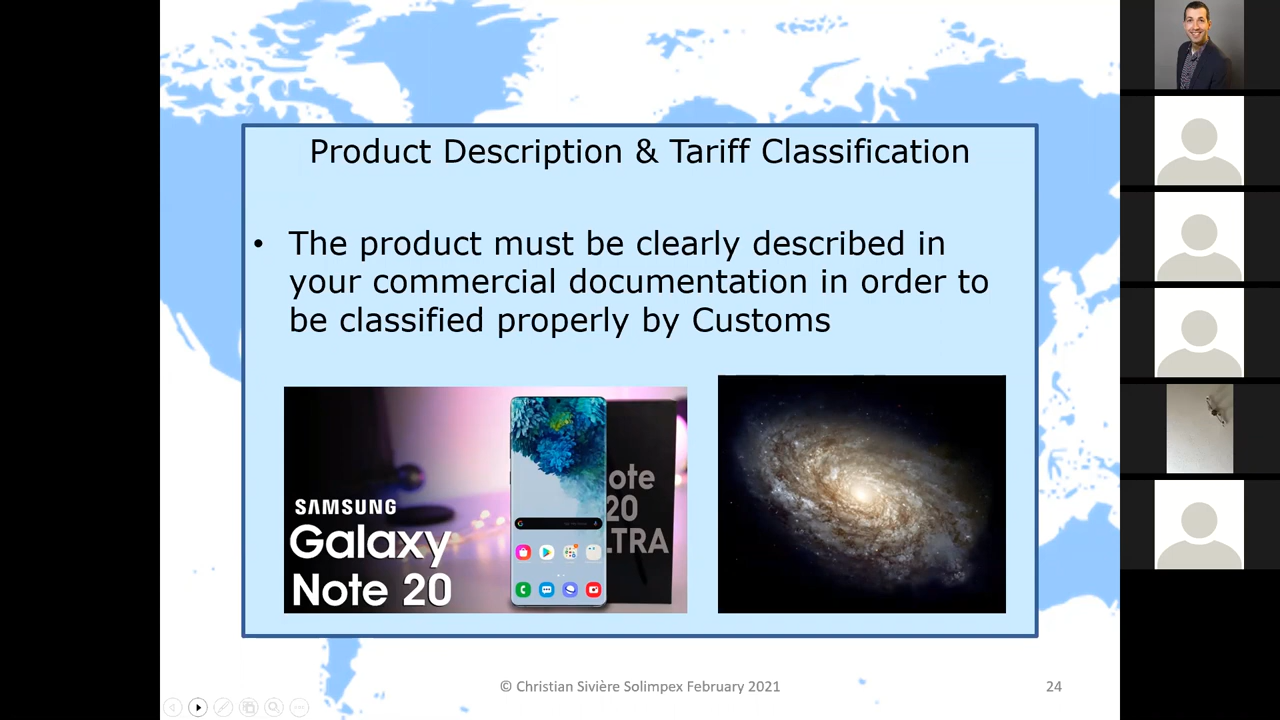 Product Description & Tariff Classification
• The product must be clearly described in
your commercial documentation in order to
be classified properly by Customs
SAMSUNG
Galaxy
Note 20
ote
20
LTRA
© Christian Sivière Solimpex February 2021
24